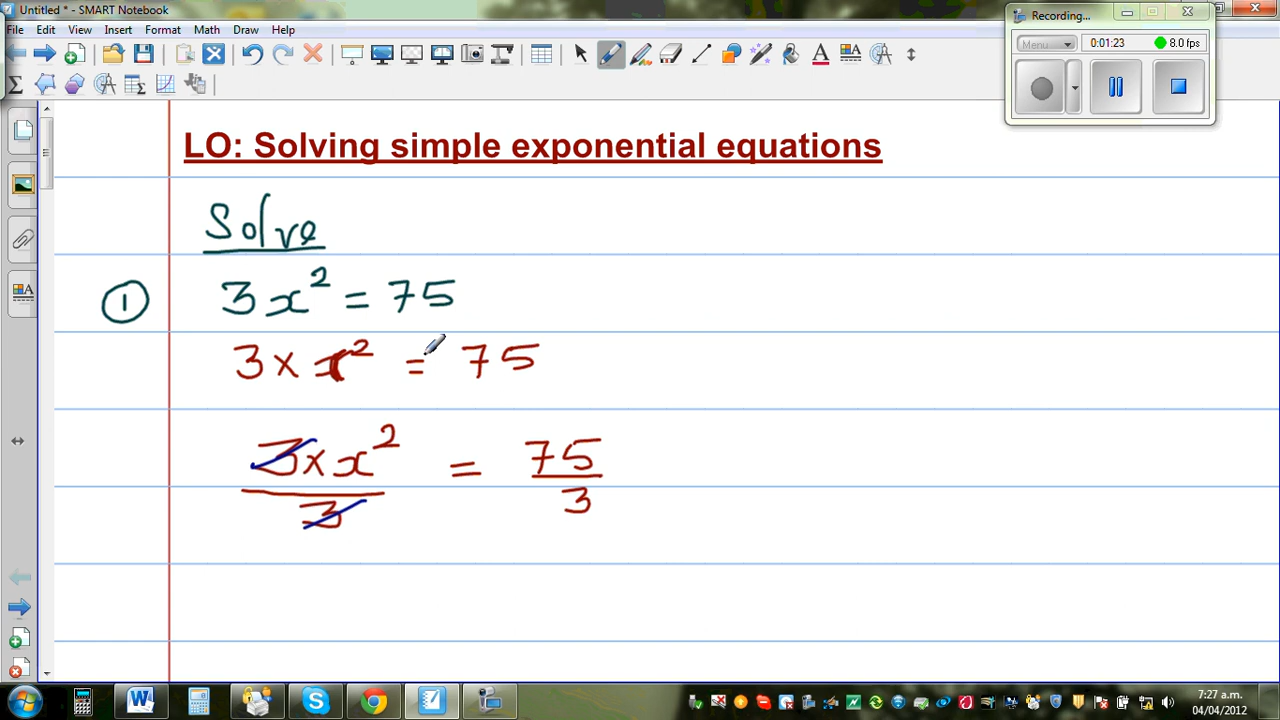 Untitled * - SMART Notebook
Recording...
File Edit View Insert Format Math Draw Help
Menu 0:01:23 8.0 fps
LO: Solving simple exponential equations
Solve
① 3x² = 75
3 × x² = 75
3 × x² / 3 = 75 / 3
7:27 a.m.
04/04/2012